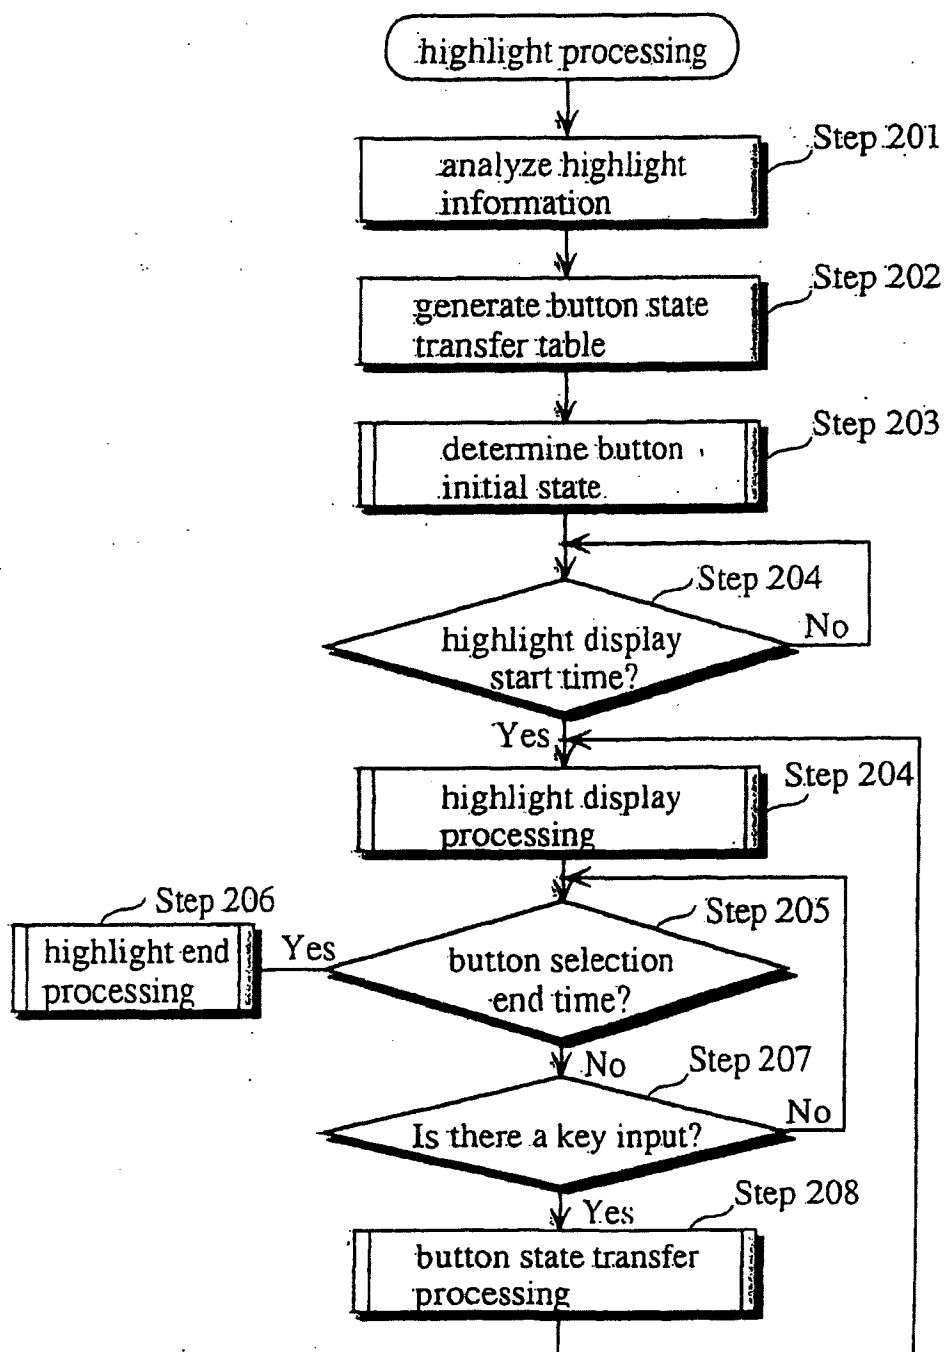 highlight processing
Step 201
analyze highlight
information
Step 202
generate button state
transfer table
Step 203
determine button
initial state
Step 204
No
highlight display
start time?
Yes
Step 204
highlight display
processing
Step 206
highlight end
processing
Yes
Step 205
button selection
end time?
No
Step 207
No
Is there a key input?
Yes
Step 208
button state transfer
processing